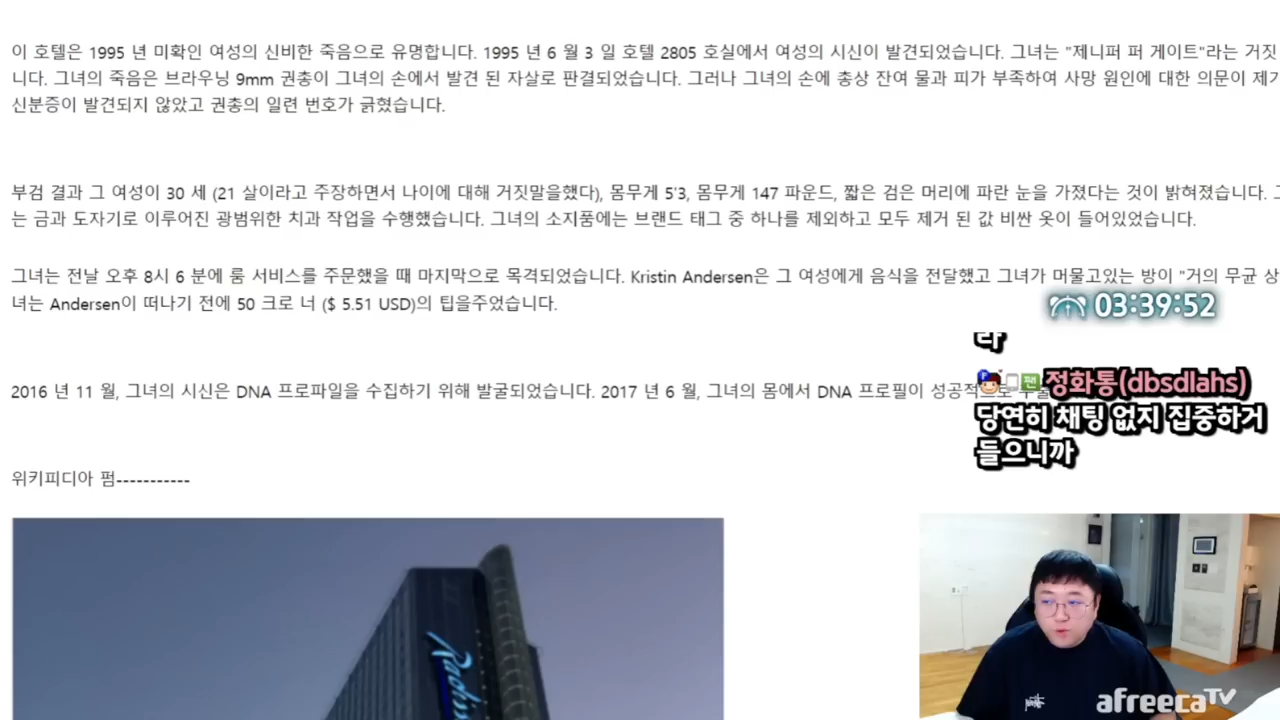 이 호텔은 1995 년 미확인 여성의 신비한 죽음으로 유명합니다. 1995 년 6 월 3 일 호텔 2805 호실에서 여성의 시신이 발견되었습니다. 그녀는 "제니퍼 퍼 게이트"라는 거짓
니다. 그녀의 죽음은 브라우닝 9mm 권총이 그녀의 손에서 발견 된 자살로 판결되었습니다. 그러나 그녀의 손에 총상 잔여 물과 피가 부족하여 사망 원인에 대한 의문이 제기
신분증이 발견되지 않았고 권총의 일련 번호가 긁혔습니다.
부검 결과 그 여성이 30 세 (21 살이라고 주장하면서 나이에 대해 거짓말을했다), 몸무게 5'3, 몸무게 147 파운드, 짧은 검은 머리에 파란 눈을 가졌다는 것이 밝혀졌습니다.
는 금과 도자기로 이루어진 광범위한 치과 작업을 수행했습니다. 그녀의 소지품에는 브랜드 태그 중 하나를 제외하고 모두 제거 된 값 비싼 옷이 들어있었습니다.
그녀는 전날 오후 8시 6 분에 룸 서비스를 주문했을 때 마지막으로 목격되었습니다. Kristin Andersen은 그 여성에게 음식을 전달했고 그녀가 머물고있는 방이 "거의 무균 상
녀는 Andersen이 떠나기 전에 50 크로 너 ($ 5.51 USD)의 팁을주었습니다.
03:39:52
라
2016 년 11 월, 그녀의 시신은 DNA 프로파일을 수집하기 위해 발굴되었습니다. 2017 년 6 월, 그녀의 몸에서 DNA 프로필이 성공적으로
팬 정화통(dbsdlahs)
당연히 채팅 없지 집중하거
들으니까
위키피디아 펌-----------
afreecaTV